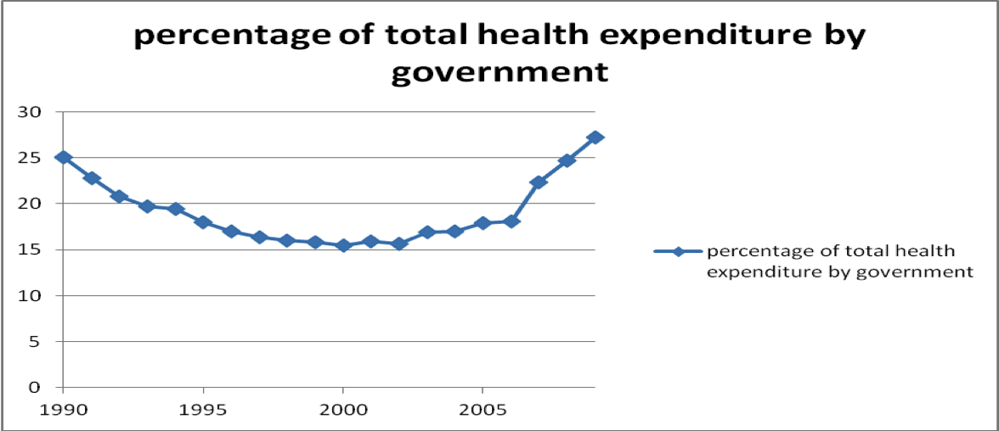 percentage of total health expenditure by
government
30
25
20
15
10
5
0
1990 1995 2000 2005
percentage of total health
expenditure by government